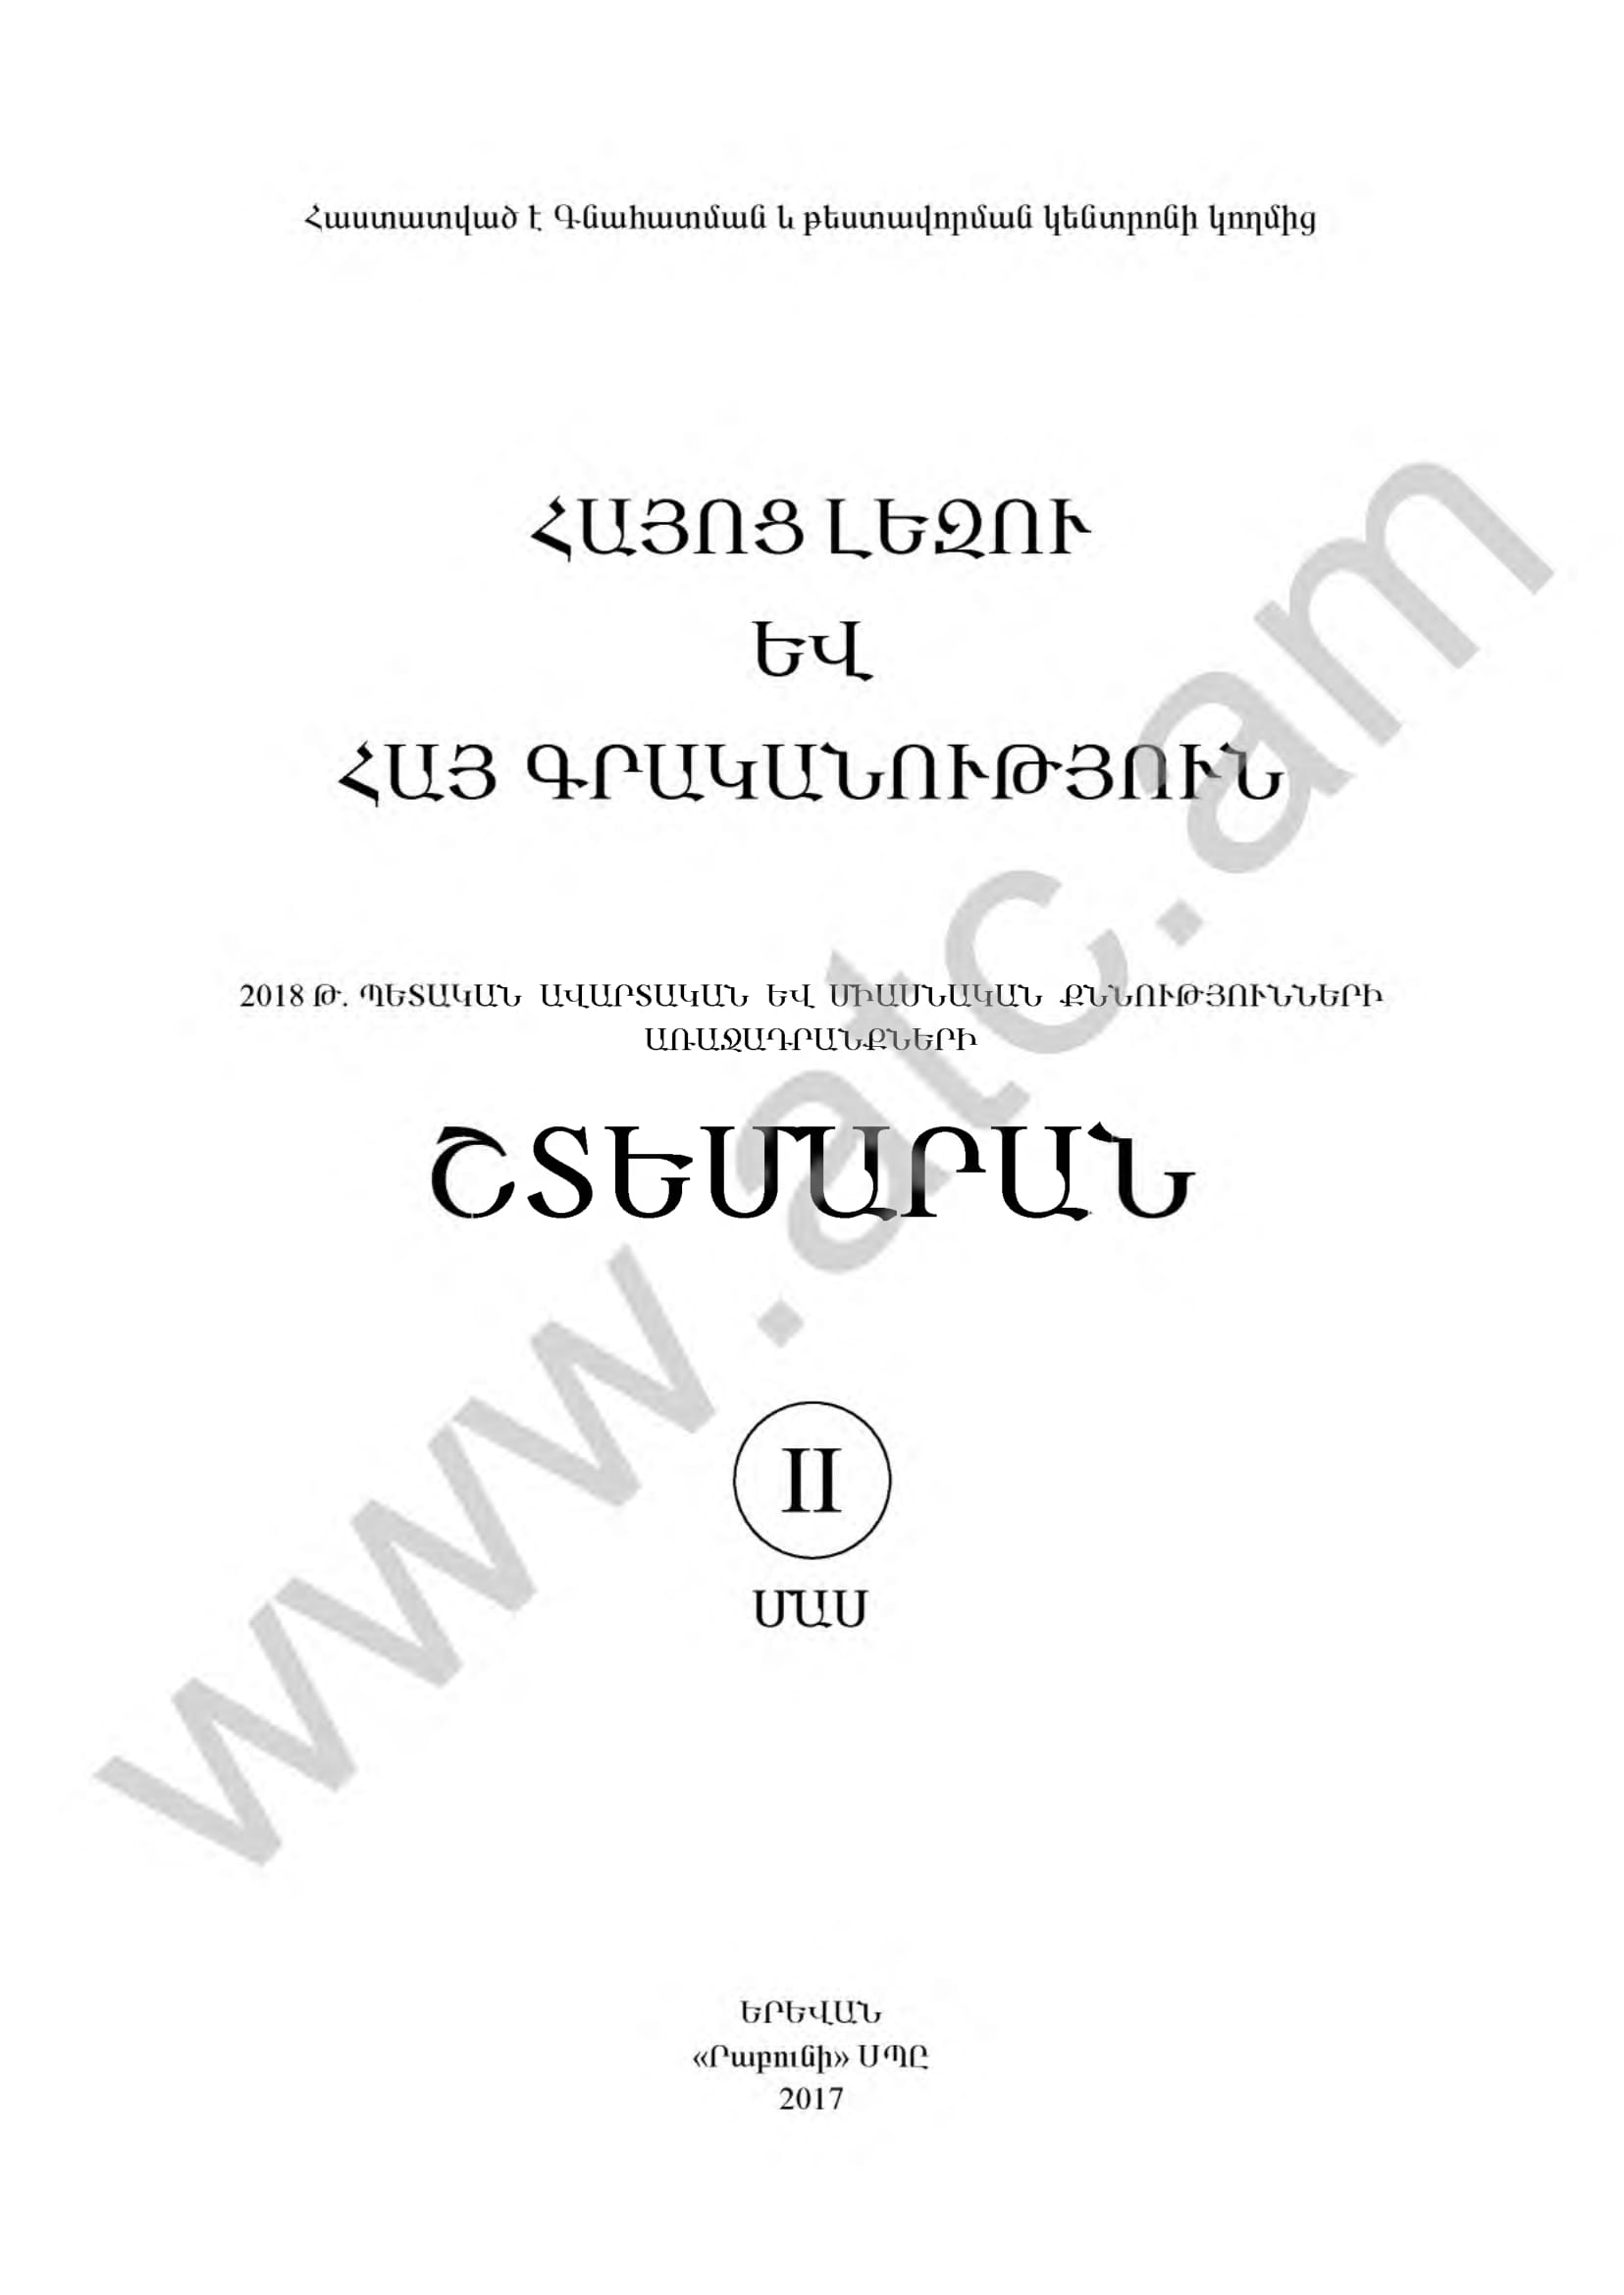 Հաստատված է Գնահատման և թեստավորման կենտրոնի կողմից
ՀԱՅՈՑ ԼԵԶՈՒ
ԵՎ
ՀԱՅ ԳՐԱԿԱՆՈՒԹՅՈՒՆ
2018 Թ. ՊԵՏԱԿԱՆ ԱՎԱՐՏԱԿԱՆ ԵՎ ՄԻԱՍՆԱԿԱՆ ՔՆՆՈՒԹՅՈՒՆՆԵՐԻ
ԱՌԱՋԱԴՐԱՆՔՆԵՐԻ
ՇՏԵՄԱՐԱՆ
II
ՄԱՍ
ԵՐԵՎԱՆ
«Րաբունի» ՍՊԸ
2017
www.atc.am